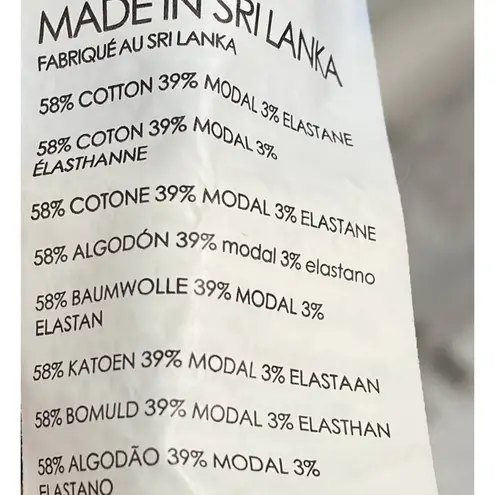 MADE IN SRI LANKA
FABRIQUÉ AU SRI LANKA
58% COTTON 39% MODAL 3% ELASTANE
58% COTON 39% MODAL 3%
ÉLASTHANNE
58% COTONE 39% MODAL 3% ELASTANE
58% ALGODÓN 39% modal 3% elastano
58% BAUMWOLLE 39% MODAL 3%
ELASTAN
58% KATOEN 39% MODAL 3% ELASTAAN
58% BOMULD 39% MODAL 3% ELASTHAN
58% ALGODÃO 39% MODAL 3%
ELASTANO